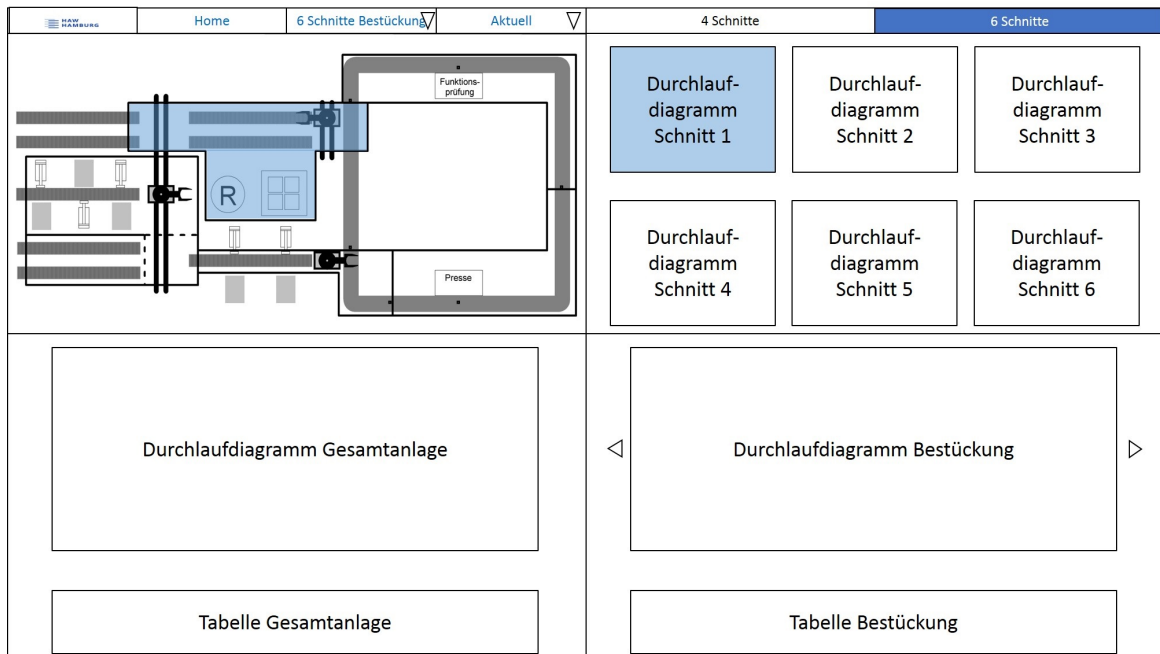 HAW
HAMBURG
Home
6 Schnitte Bestückung
Aktuell
4 Schnitte
6 Schnitte
Funktions-
prüfung
R
Presse
Durchlauf-
diagramm
Schnitt 1
Durchlauf-
diagramm
Schnitt 2
Durchlauf-
diagramm
Schnitt 3
Durchlauf-
diagramm
Schnitt 4
Durchlauf-
diagramm
Schnitt 5
Durchlauf-
diagramm
Schnitt 6
Durchlaufdiagramm Gesamtanlage
Durchlaufdiagramm Bestückung
Tabelle Gesamtanlage
Tabelle Bestückung